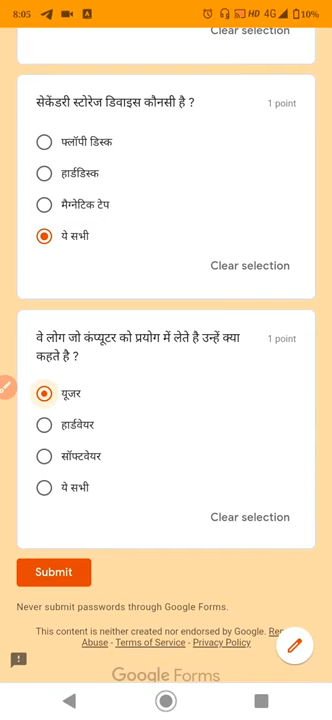 8:05
HD 4G 10%
Clear selection
सेकेंडरी स्टोरेज डिवाइस कौनसी है ?
1 point
फ्लॉपी डिस्क
हार्डडिस्क
मैग्नेटिक टेप
ये सभी
Clear selection
वे लोग जो कंप्यूटर को प्रयोग में लेते है उन्हें क्या
कहते है ?
1 point
यूजर
हार्डवेयर
सॉफ्टवेयर
ये सभी
Clear selection
Submit
Never submit passwords through Google Forms.
This content is neither created nor endorsed by Google.
Abuse - Terms of Service - Privacy Policy
Google Forms